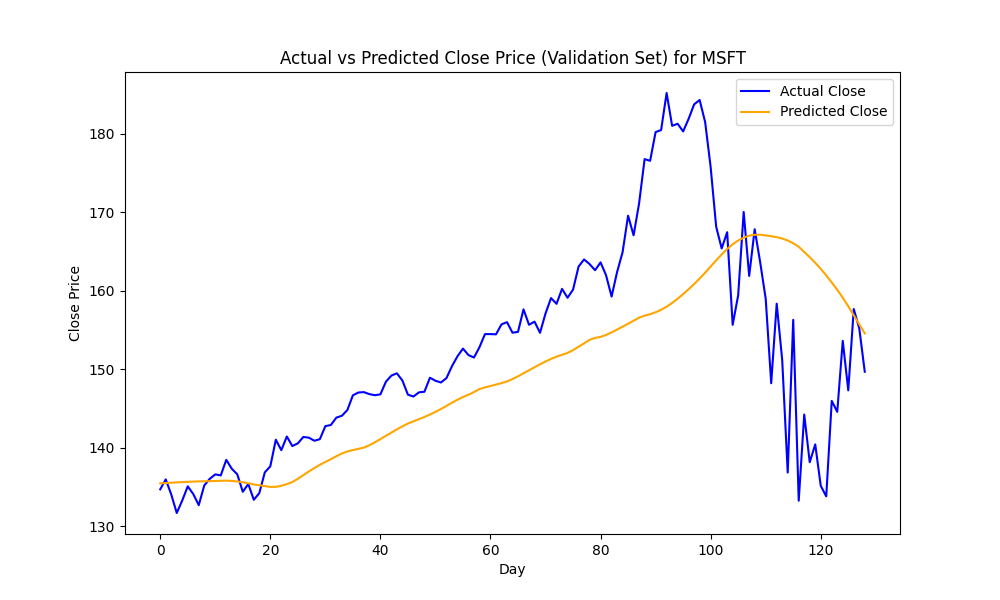 Actual vs Predicted Close Price (Validation Set) for MSFT
Actual Close
Predicted Close
Close Price
180
170
160
150
140
130
0 20 40 60 80 100 120
Day